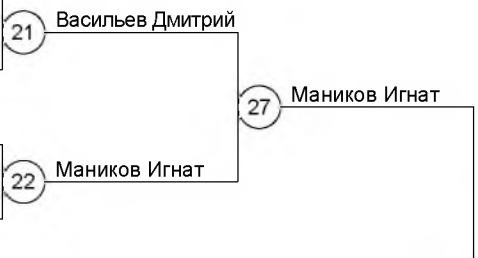 21 Васильев Дмитрий
27 Маников Игнат
22 Маников Игнат